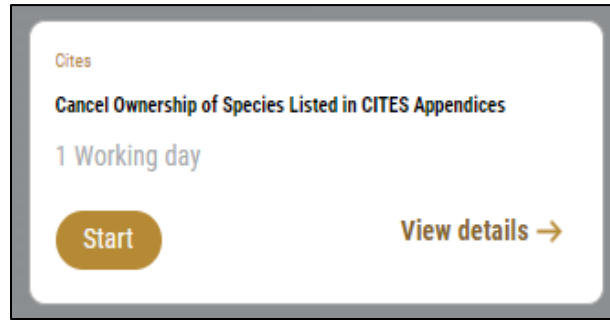 Cites
Cancel Ownership of Species Listed in CITES Appendices
1 Working day
Start
View details →